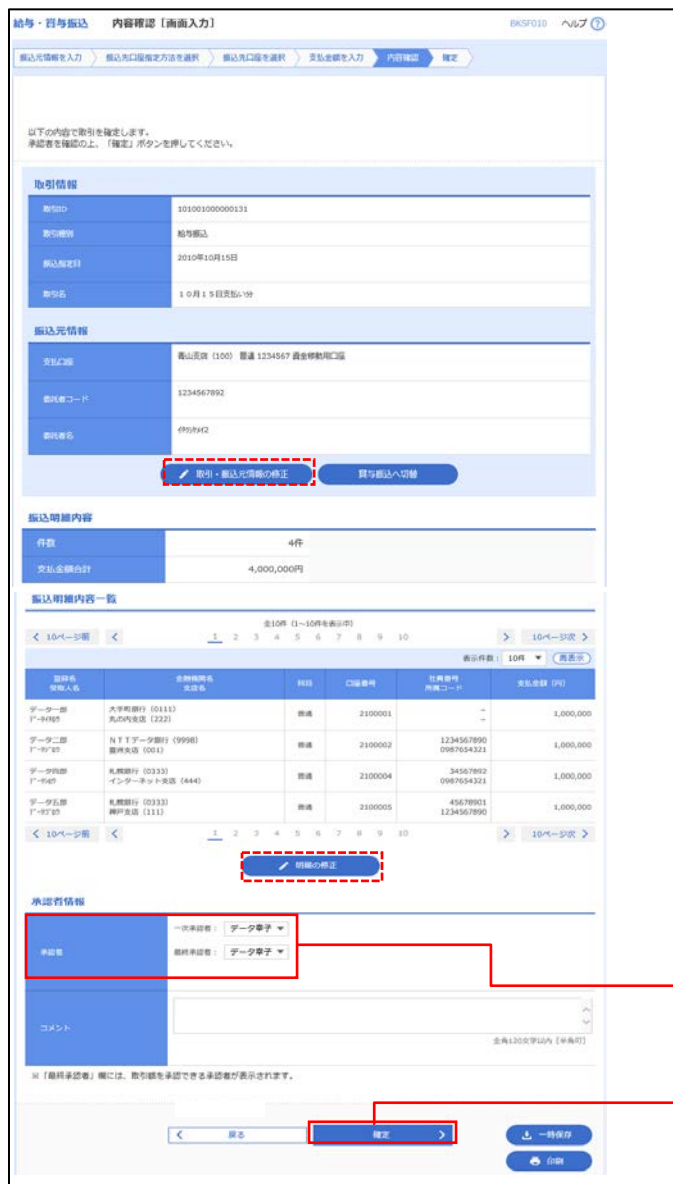 給与・賞与振込 内容確認[画面入力] BKSF010 ヘルプ ?
振込元情報を入力 振込先口座指定方法を選択 振込先口座を選択 支払金額を入力 内容確認 確定
以下の内容で取引を確定します。
承認者を確認の上、「確定」ボタンを押してください。
取引情報
取引ID 101001000000131
取引種別 給与振込
振込指定日 2010年10月15日
取引名 10月15日支払い分
振込元情報
支払口座 青山支店(100) 普通 1234567 資金移動用口座
委託者コード 1234567892
委託者名
取引・振込元情報の修正 賞与振込へ切替
振込明細内容
件数 4件
支払金額合計 4,000,000円
振込明細内容一覧
全10件(1~10件を表示中)
< 10ページ前 < 1 2 3 4 5 6 7 8 9 10 > 10ページ次 >
表示件数: 10件 ▼ 再表示
登録名 金融機関名 科目 口座番号 社員番号 支払金額(円)
受取人名 支店名 所属コード
データ一郎 大手町銀行(0111) 普通 2100001 - 1,000,000
丸の内支店(222) -
データ二郎 NTTデータ銀行(9998) 普通 2100002 1234567890 1,000,000
豊洲支店(001) 0987654321
データ四郎 札幌銀行(0333) 普通 2100004 34567892 1,000,000
インターネット支店(444) 0987654321
データ五郎 札幌銀行(0333) 普通 2100005 45678901 1,000,000
神戸支店(111) 1234567890
< 10ページ前 < 1 2 3 4 5 6 7 8 9 10 > 10ページ次 >
明細の修正
承認者情報
承認者 一次承認者: データ幸子 ▼
最終承認者: データ幸子 ▼
コメント
全角120文字以内[半角可]
※「最終承認者」欄には、取引額を承認できる承認者が表示されます。
< 戻る 確定 > 一時保存
印刷